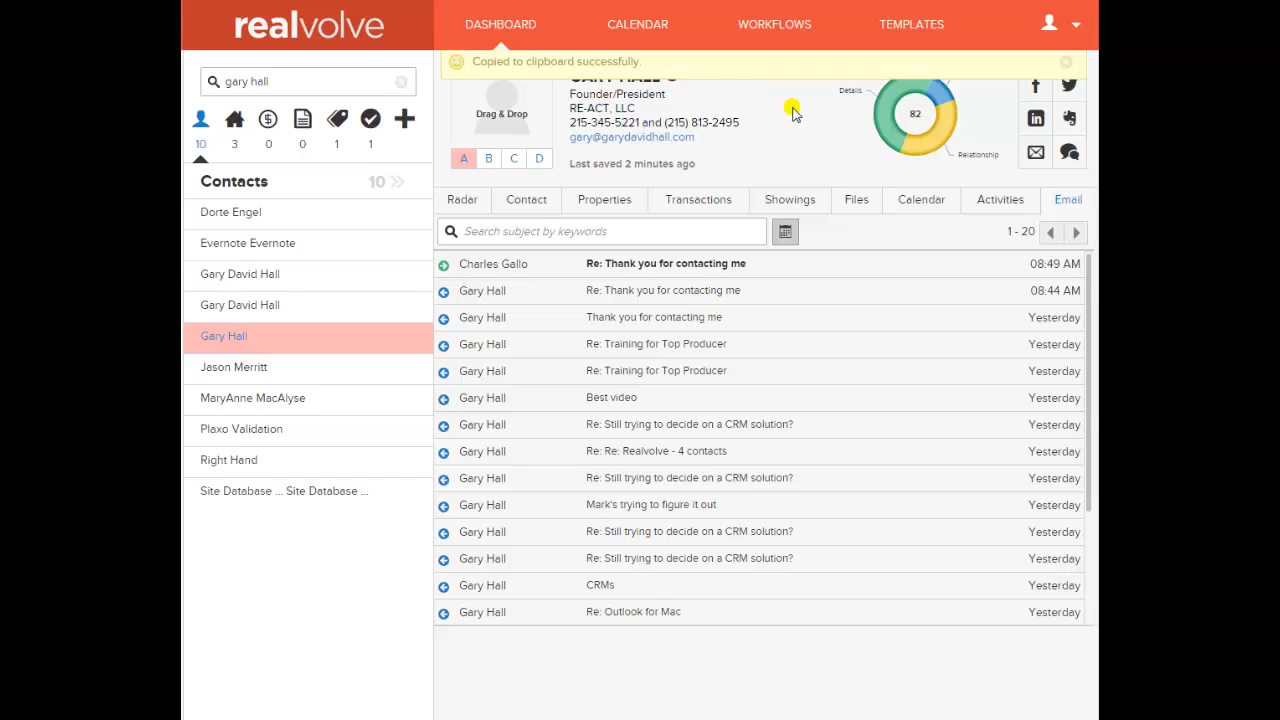 realvolve
DASHBOARD CALENDAR WORKFLOWS TEMPLATES
gary hall
10 3 0 0 1 1
Contacts 10
Dorte Engel
Evernote Evernote
Gary David Hall
Gary David Hall
Gary Hall
Jason Merritt
MaryAnne MacAlyse
Plaxo Validation
Right Hand
Site Database ... Site Database ...
Copied to clipboard successfully.
GARY HALL
Founder/President
RE-ACT, LLC
215-345-5221 and (215) 813-2495
gary@garydavidhall.com
Last saved 2 minutes ago
Drag & Drop
A B C D
Details
82
Relationship
Radar Contact Properties Transactions Showings Files Calendar Activities Email
Search subject by keywords 1 - 20
Charles Gallo Re: Thank you for contacting me 08:49 AM
Gary Hall Re: Thank you for contacting me 08:44 AM
Gary Hall Thank you for contacting me Yesterday
Gary Hall Re: Training for Top Producer Yesterday
Gary Hall Re: Training for Top Producer Yesterday
Gary Hall Best video Yesterday
Gary Hall Re: Still trying to decide on a CRM solution? Yesterday
Gary Hall Re: Re: Realvolve - 4 contacts Yesterday
Gary Hall Re: Still trying to decide on a CRM solution? Yesterday
Gary Hall Mark's trying to figure it out Yesterday
Gary Hall Re: Still trying to decide on a CRM solution? Yesterday
Gary Hall Re: Still trying to decide on a CRM solution? Yesterday
Gary Hall CRMs Yesterday
Gary Hall Re: Outlook for Mac Yesterday